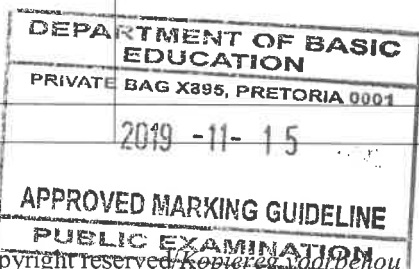 DEPARTMENT OF BASIC
EDUCATION
PRIVATE BAG X895, PRETORIA 0001
2019 -11- 15
APPROVED MARKING GUIDELINE
PUBLIC EXAMINATION
pyright reserved/Kopiereg voorbehou